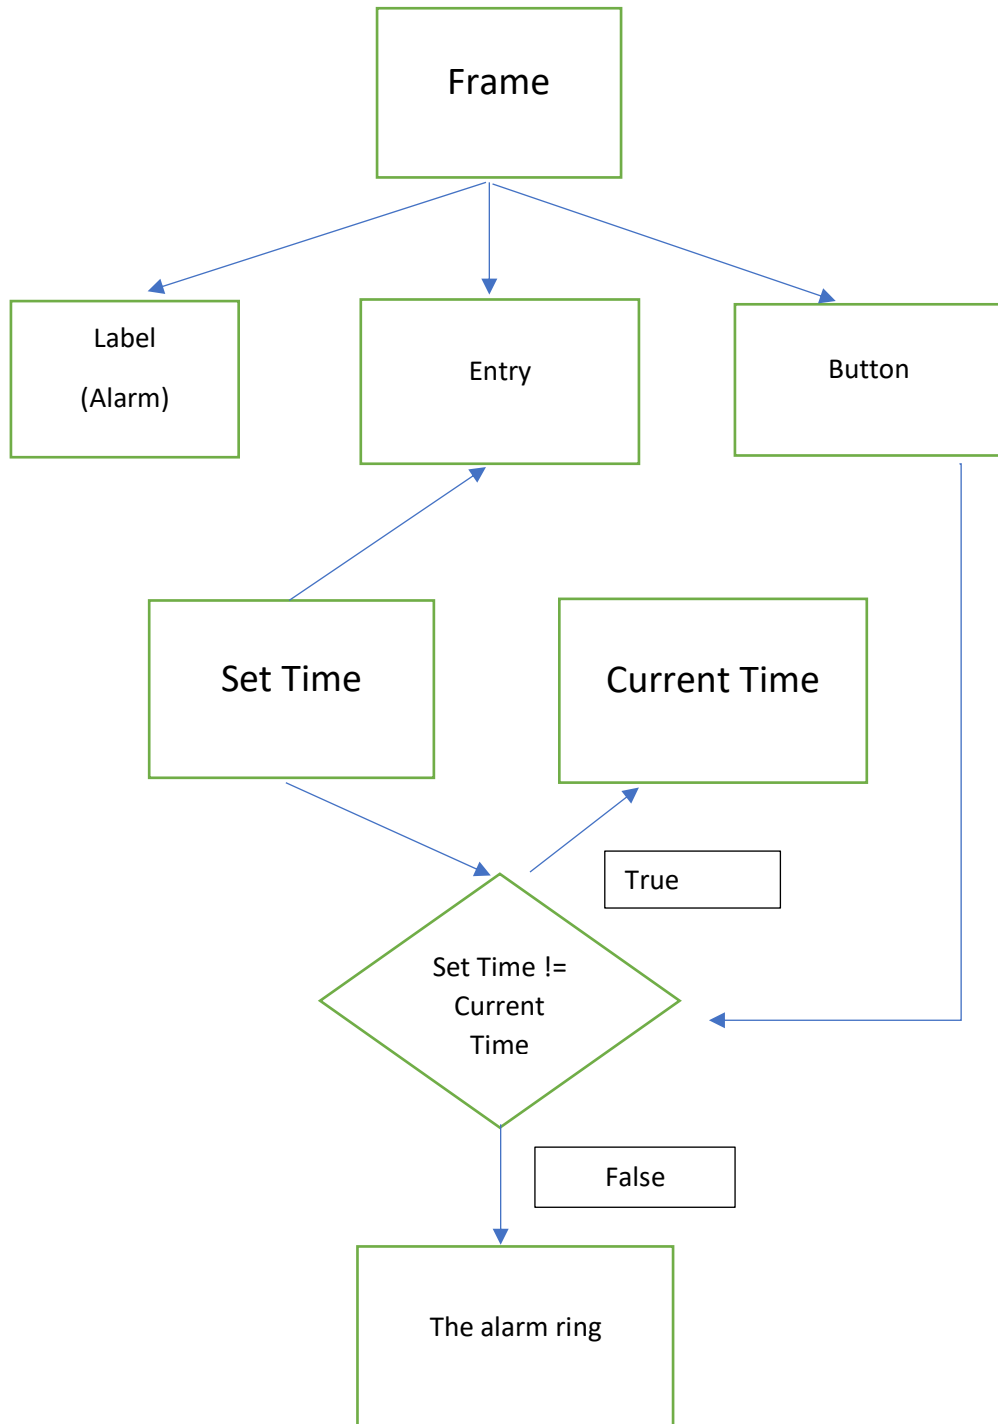 Frame
Label
(Alarm)
Entry
Button
Set Time
Current Time
True
Set Time !=
Current
Time
False
The alarm ring